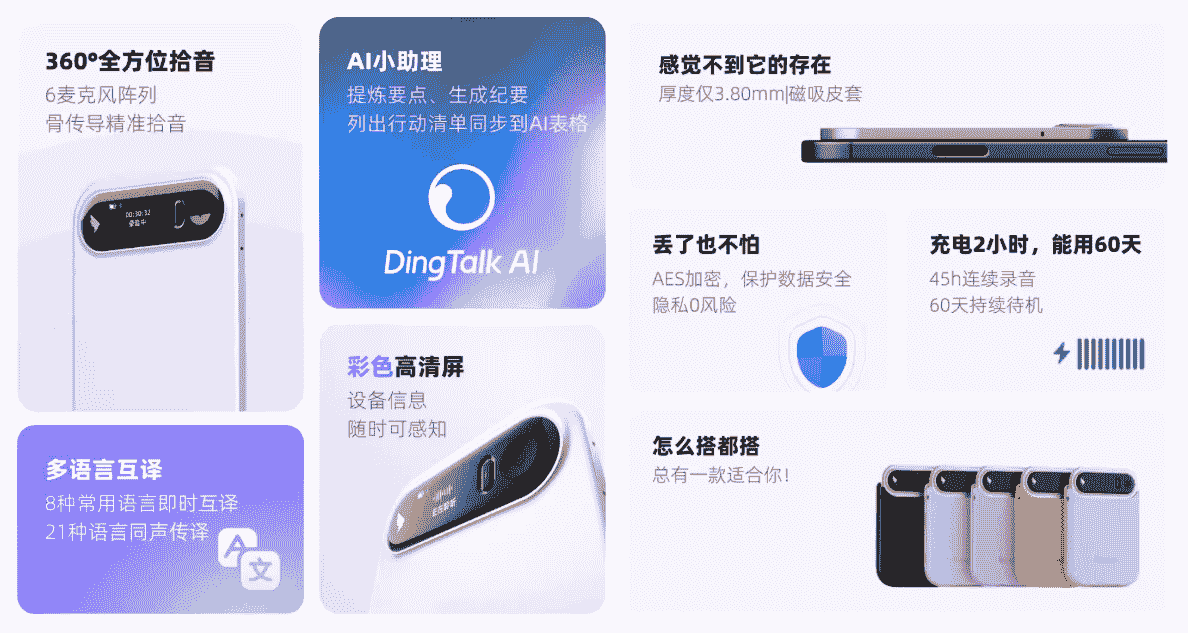 360°全方位拾音
6麦克风阵列
骨传导精准拾音
00:30:32
多语言互译
8种常用语言即时互译
21种语言同声传译
A
文
AI小助理
提炼要点、生成纪要
列出行动清单同步到AI表格
DingTalk AI
彩色高清屏
设备信息
随时可感知
感觉不到它的存在
厚度仅3.80mm|磁吸皮套
丢了也不怕
AES加密，保护数据安全
隐私0风险
充电2小时，能用60天
45h连续录音
60天持续待机
怎么搭都搭
总有一款适合你！